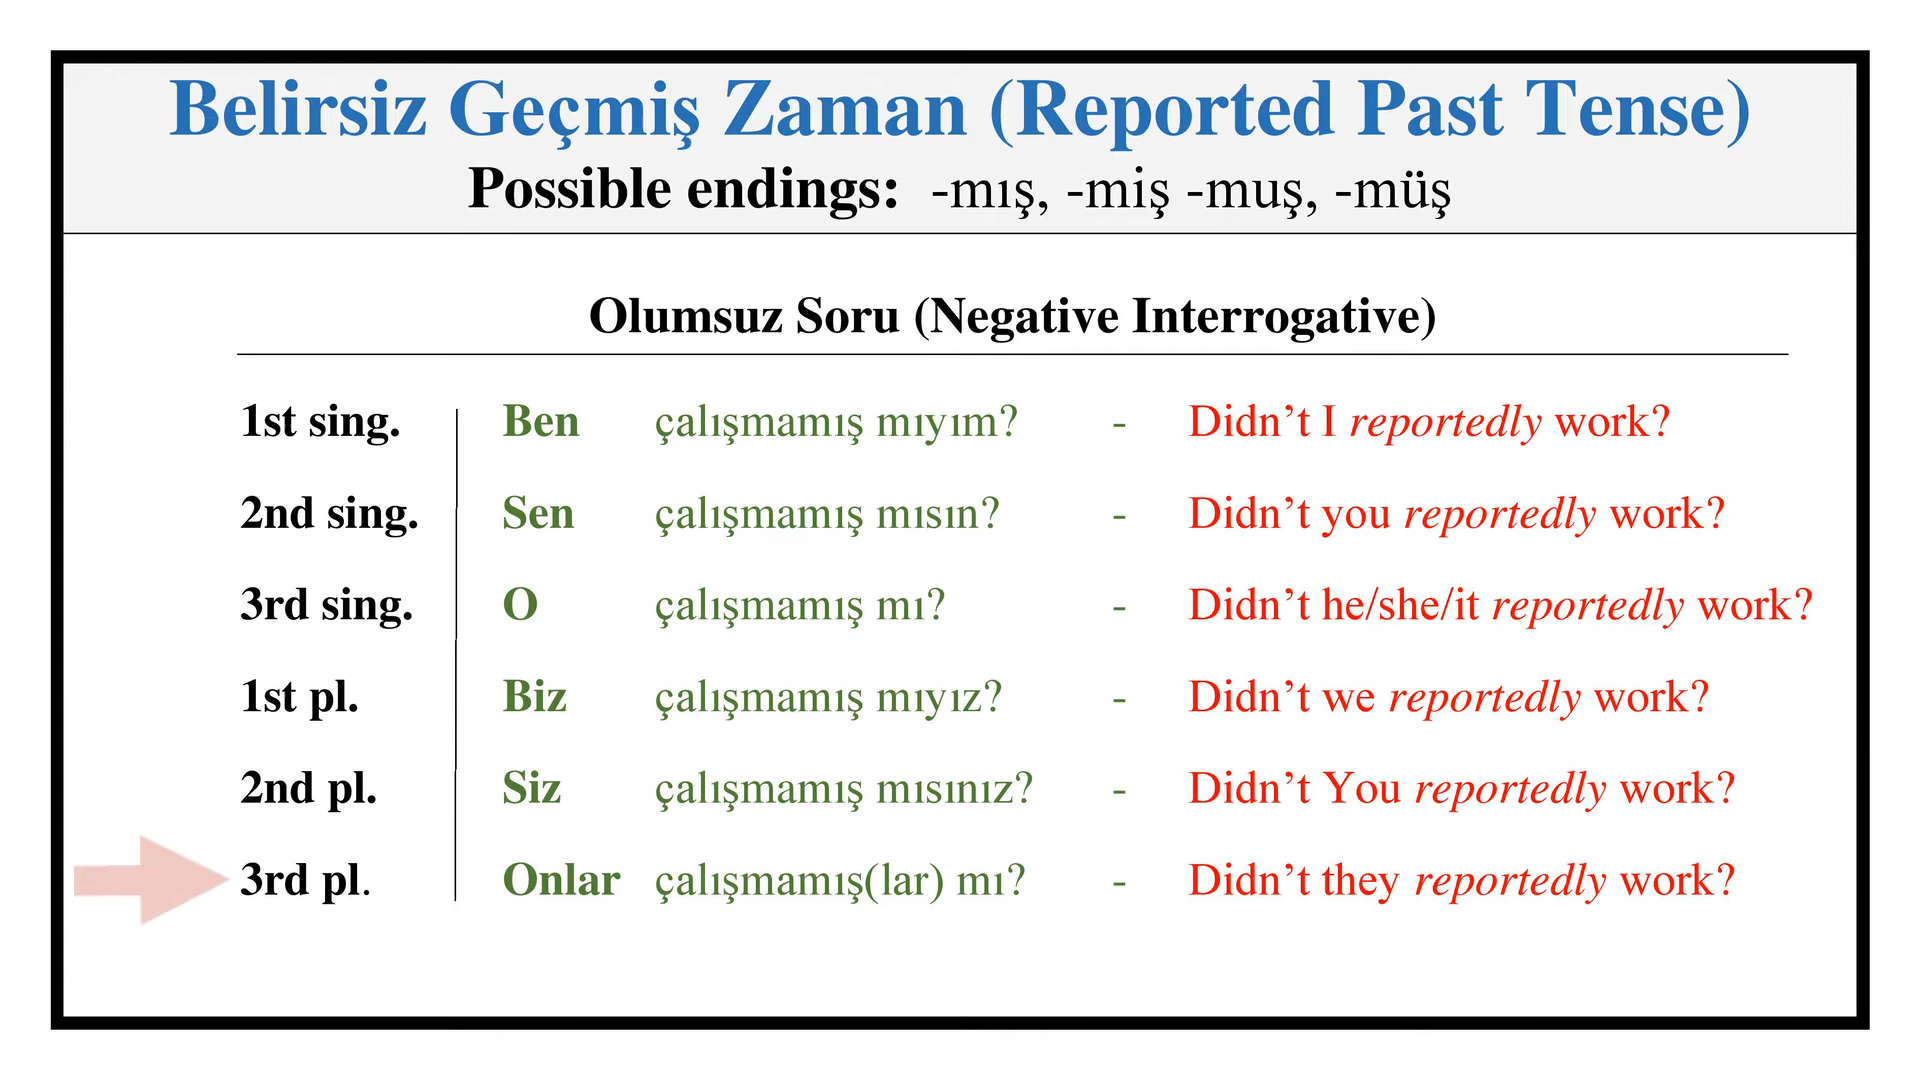 Belirsiz Geçmiş Zaman (Reported Past Tense)
Possible endings: -mış, -miş -muş, -müş
Olumsuz Soru (Negative Interrogative)
1st sing. Ben çalışmamış mıyım? - Didn’t I reportedly work?
2nd sing. Sen çalışmamış mısın? - Didn’t you reportedly work?
3rd sing. O çalışmamış mı? - Didn’t he/she/it reportedly work?
1st pl. Biz çalışmamış mıyız? - Didn’t we reportedly work?
2nd pl. Siz çalışmamış mısınız? - Didn’t You reportedly work?
3rd pl. Onlar çalışmamış(lar) mı? - Didn’t they reportedly work?